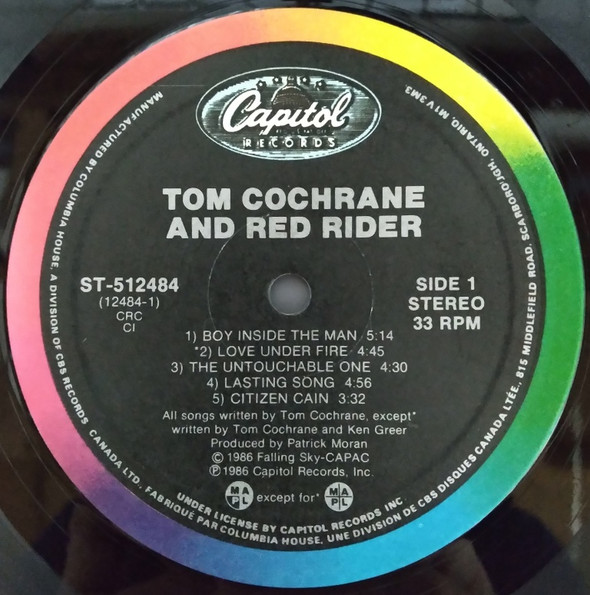 Capitol
RECORDS
TOM COCHRANE
AND RED RIDER
ST-512484
(12484-1)
CRC
CI
SIDE 1
STEREO
33 RPM
1) BOY INSIDE THE MAN 5:14
*2) LOVE UNDER FIRE 4:45
3) THE UNTOUCHABLE ONE 4:30
4) LASTING SONG 4:56
5) CITIZEN CAIN 3:32
All songs written by Tom Cochrane, except*
written by Tom Cochrane and Ken Greer
Produced by Patrick Moran
© 1986 Falling Sky-CAPAC
℗ 1986 Capitol Records, Inc.
MAPL except for* MAPL
MANUFACTURED BY COLUMBIA HOUSE, A DIVISION OF CBS RECORDS CANADA LTD., FABRIQUÉ PAR COLUMBIA HOUSE, UNE DIVISION DE CBS DISQUES CANADA LTÉE., 815 MIDDLEFIELD ROAD, SCARBOROUGH, ONTARIO, M1V 3M3
UNDER LICENSE BY CAPITOL RECORDS INC.